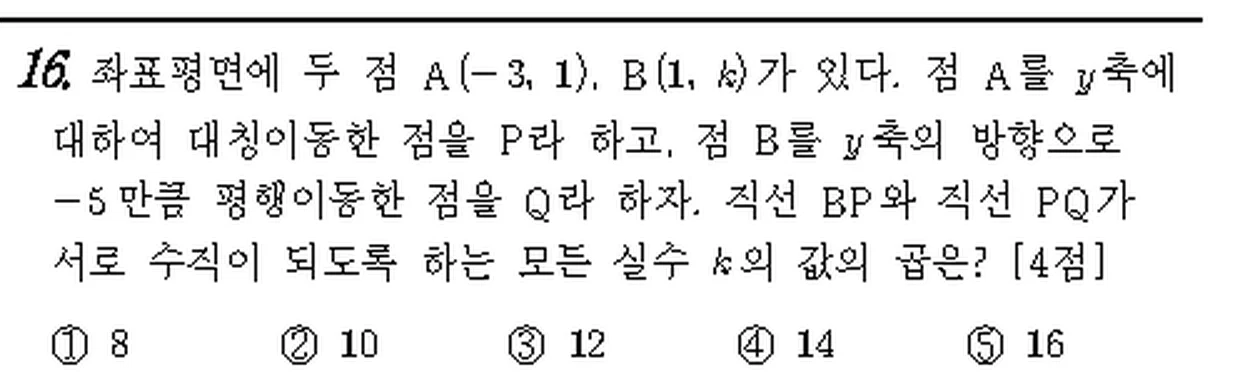 16. 좌표평면에 두 점 A(−3, 1), B(1, k)가 있다. 점 A를 y축에
대하여 대칭이동한 점을 P라 하고, 점 B를 y축의 방향으로
−5만큼 평행이동한 점을 Q라 하자. 직선 BP와 직선 PQ가
서로 수직이 되도록 하는 모든 실수 k의 값의 곱은? [4점]
① 8 ② 10 ③ 12 ④ 14 ⑤ 16